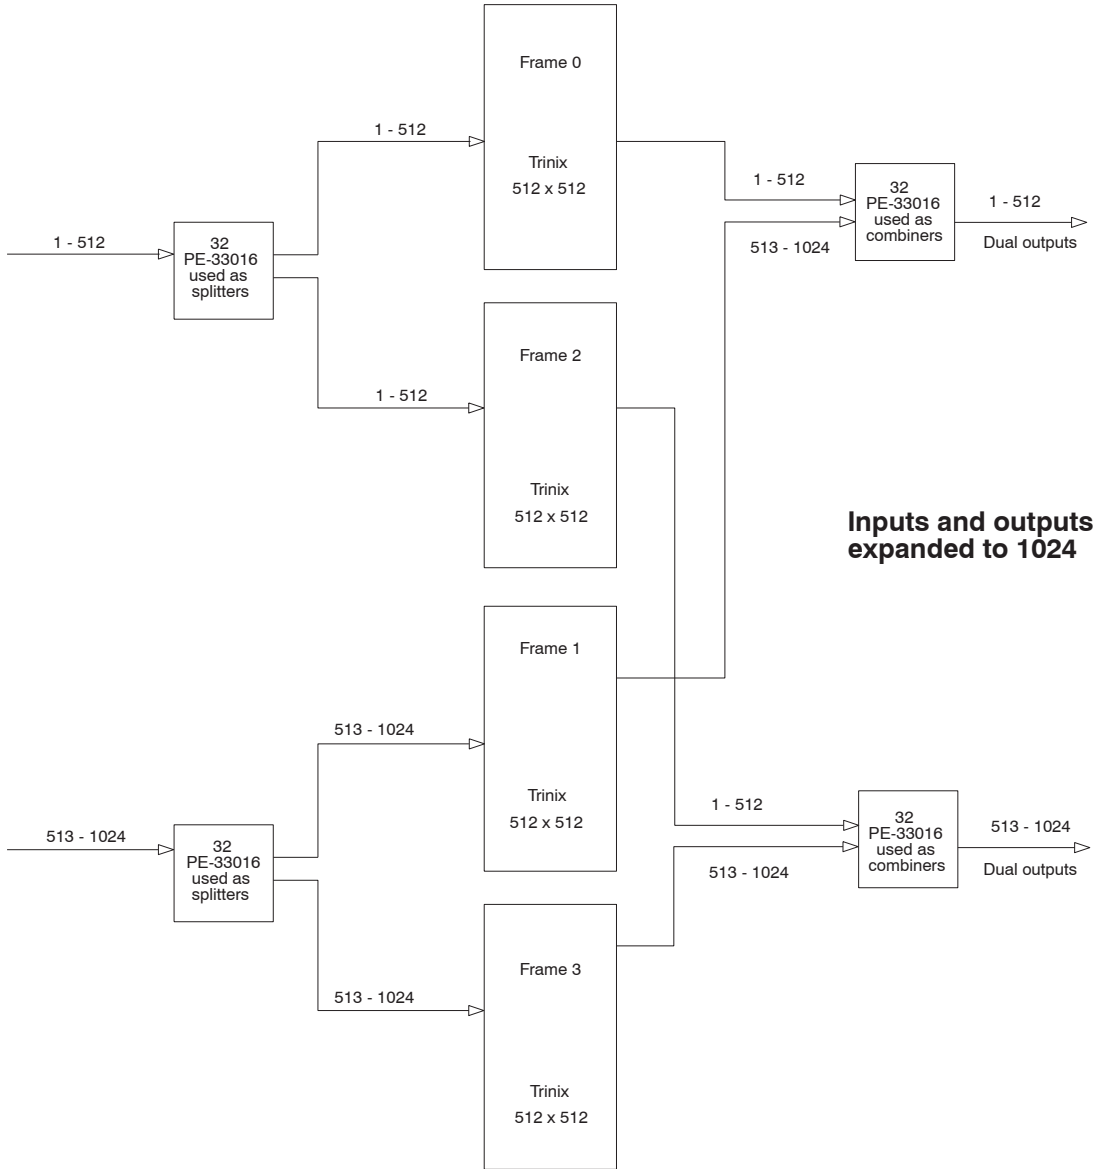 Frame 0
Trinix
512 x 512
1 - 512
1 - 512
32
PE-33016
used as
splitters
1 - 512
1 - 512
513 - 1024
32
PE-33016
used as
combiners
1 - 512
Dual outputs
Frame 2
Trinix
512 x 512
Inputs and outputs
expanded to 1024
Frame 1
Trinix
512 x 512
513 - 1024
513 - 1024
32
PE-33016
used as
splitters
513 - 1024
1 - 512
513 - 1024
32
PE-33016
used as
combiners
513 - 1024
Dual outputs
Frame 3
Trinix
512 x 512